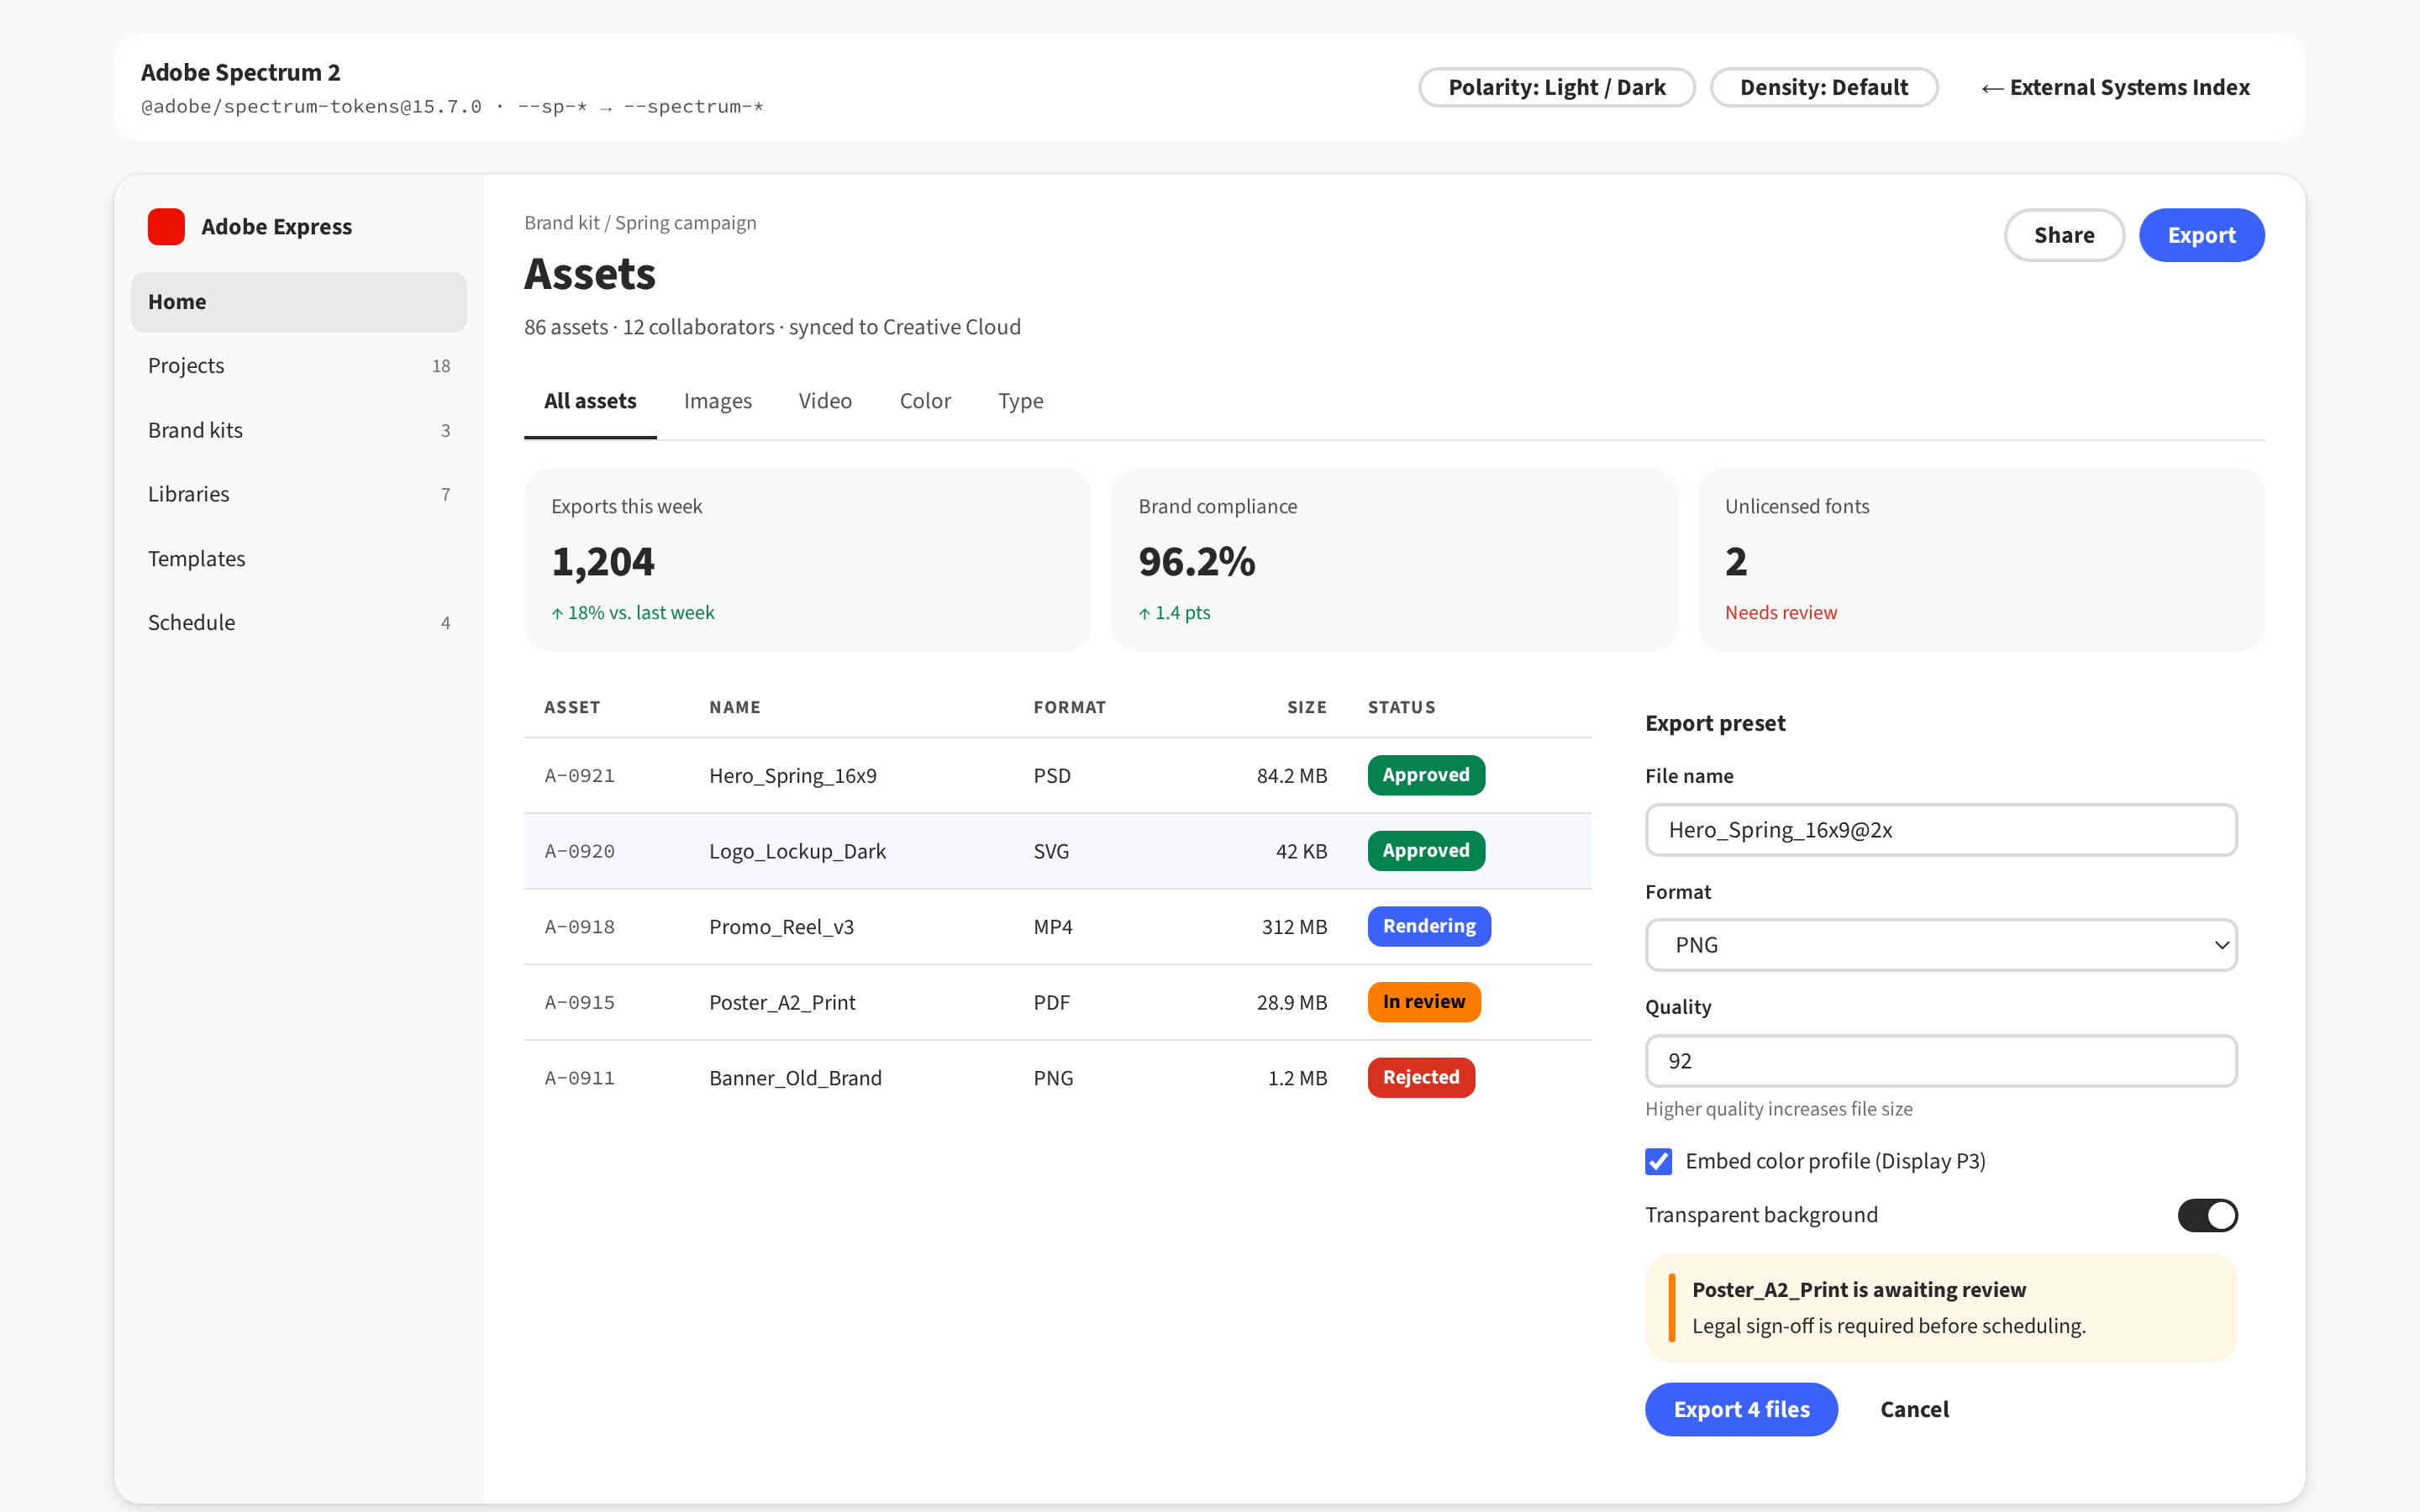 Adobe Spectrum 2
@adobe/spectrum-tokens@15.7.0 · --sp-* → --spectrum-*
Polarity: Light / Dark
Density: Default
← External Systems Index
Adobe Express
Home
Projects 18
Brand kits 3
Libraries 7
Templates
Schedule 4
Brand kit / Spring campaign
Assets
86 assets · 12 collaborators · synced to Creative Cloud
Share
Export
All assets Images Video Color Type
Exports this week
1,204
↑ 18% vs. last week
Brand compliance
96.2%
↑ 1.4 pts
Unlicensed fonts
2
Needs review
ASSET NAME FORMAT SIZE STATUS
A-0921 Hero_Spring_16x9 PSD 84.2 MB Approved
A-0920 Logo_Lockup_Dark SVG 42 KB Approved
A-0918 Promo_Reel_v3 MP4 312 MB Rendering
A-0915 Poster_A2_Print PDF 28.9 MB In review
A-0911 Banner_Old_Brand PNG 1.2 MB Rejected
Export preset
File name
Hero_Spring_16x9@2x
Format
PNG
Quality
92
Higher quality increases file size
Embed color profile (Display P3)
Transparent background
Poster_A2_Print is awaiting review
Legal sign-off is required before scheduling.
Export 4 files
Cancel